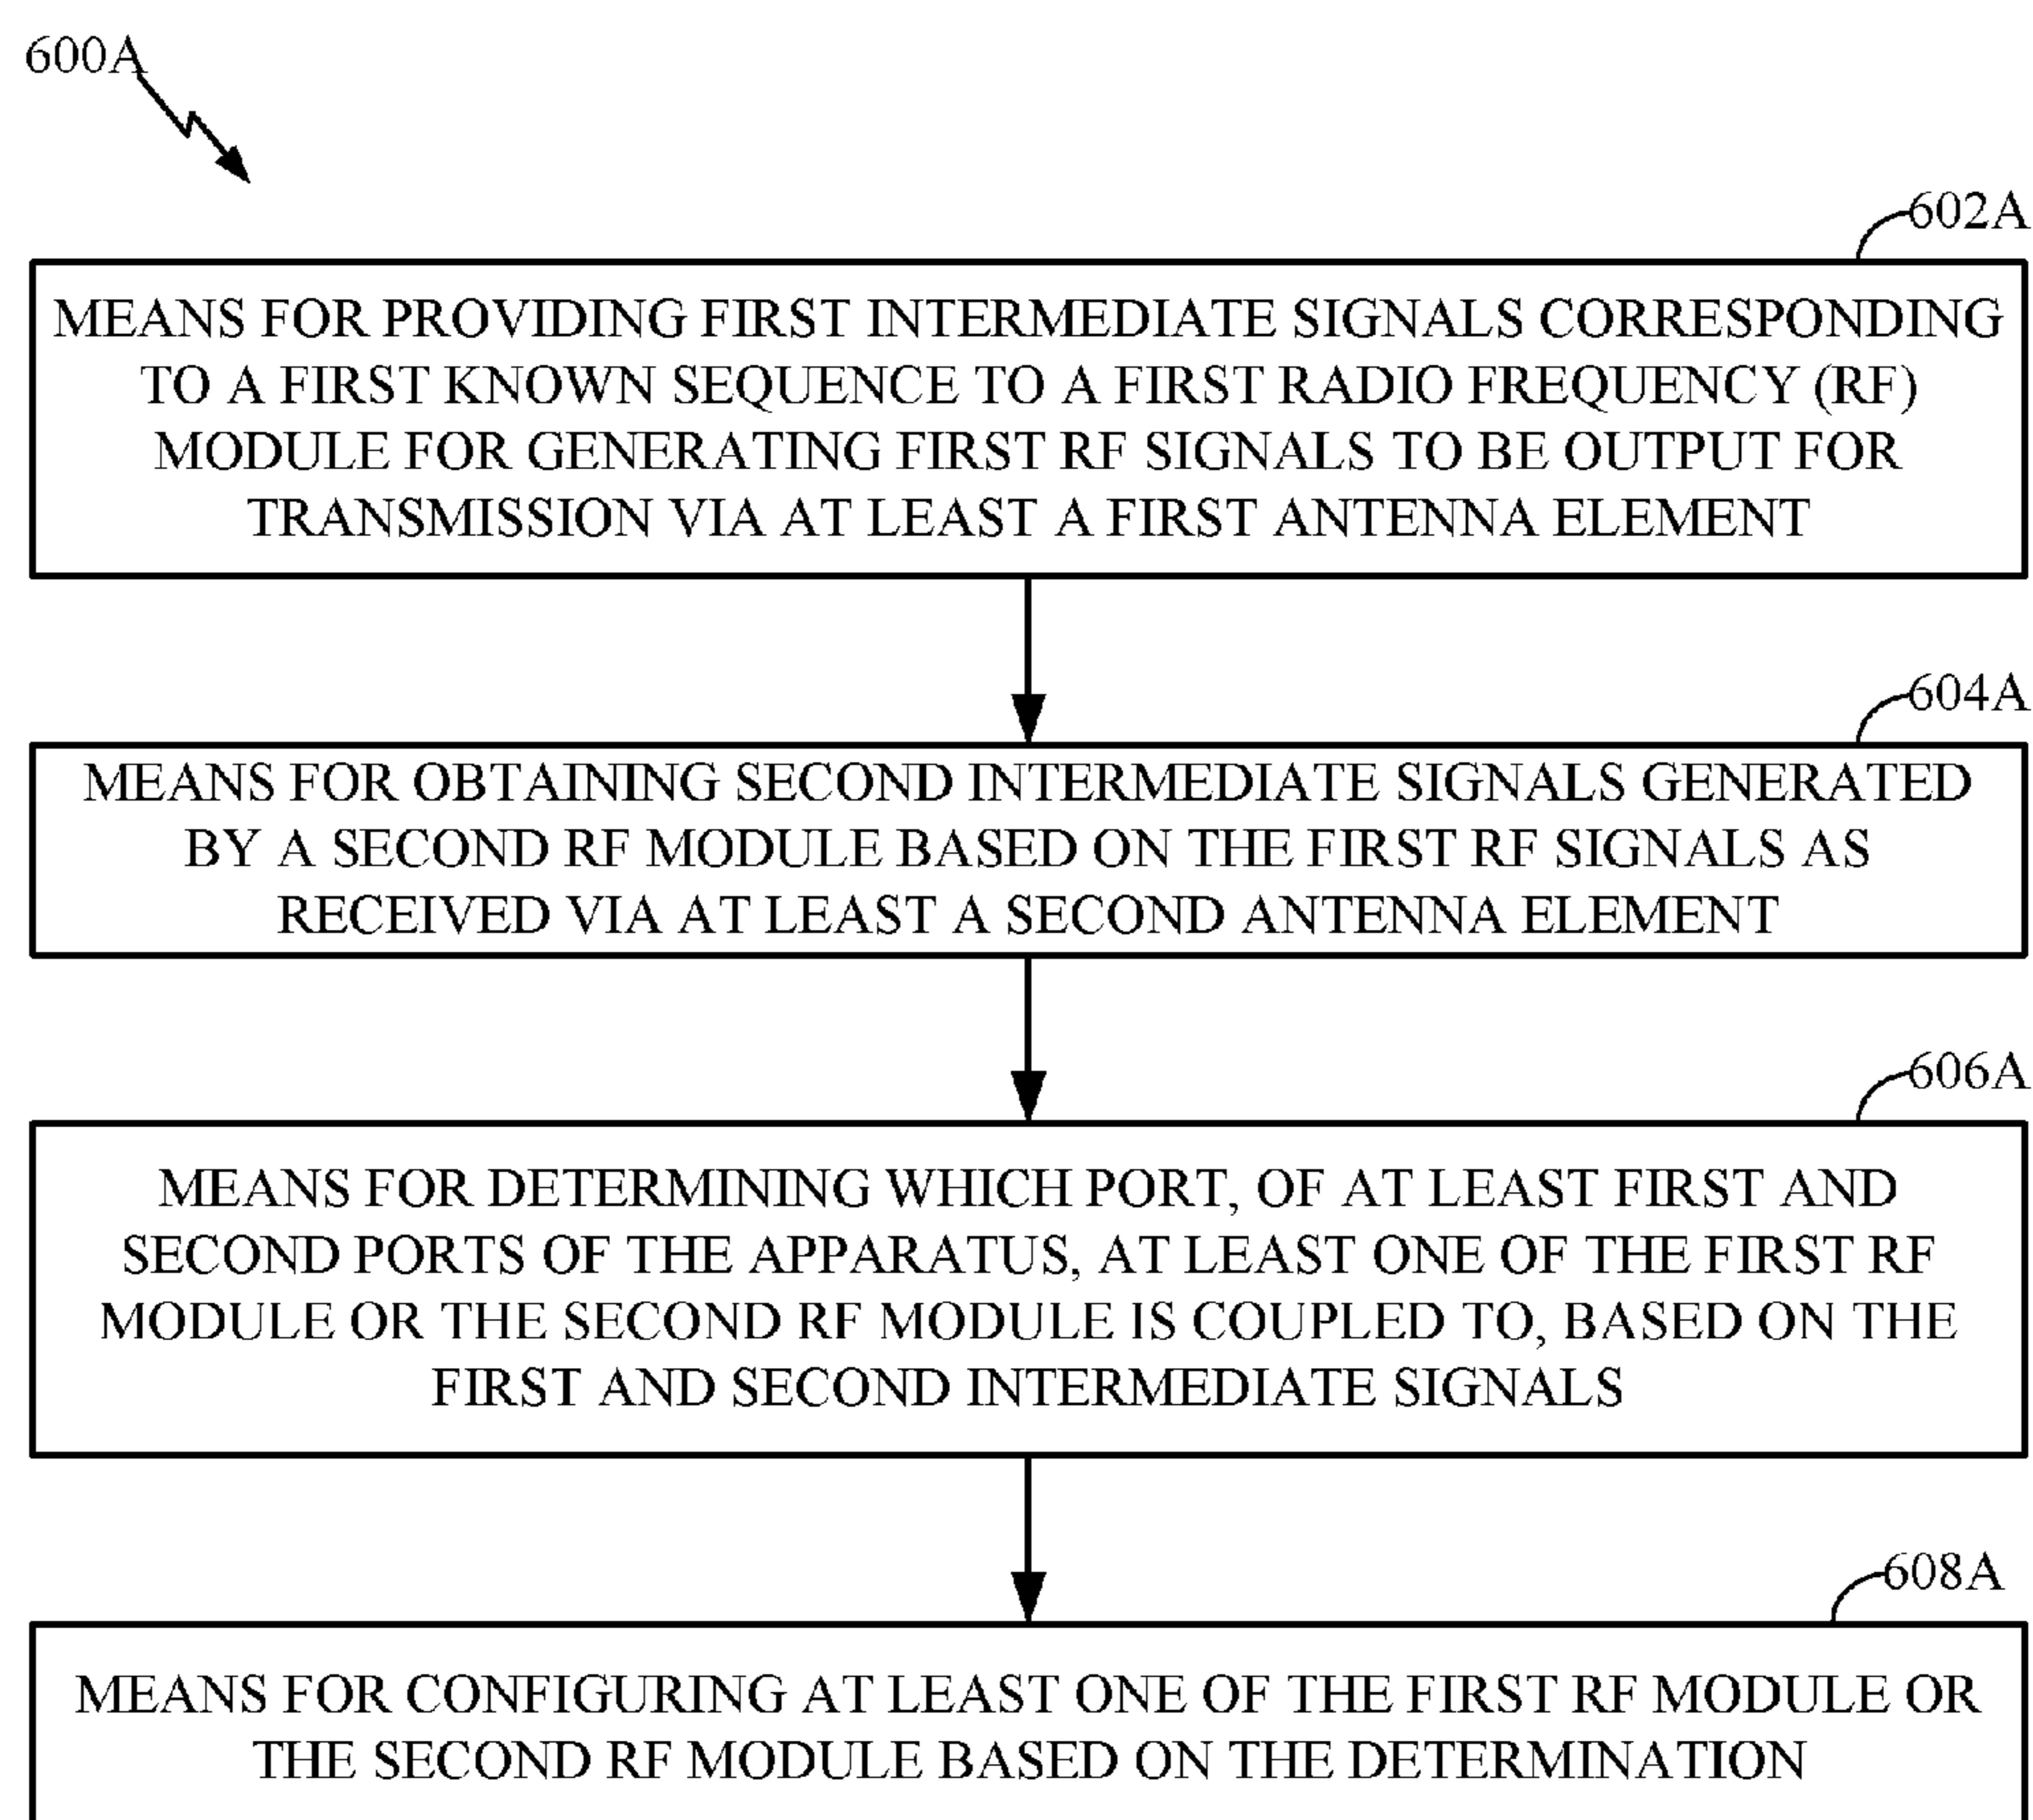 600A
602A
MEANS FOR PROVIDING FIRST INTERMEDIATE SIGNALS CORRESPONDING
TO A FIRST KNOWN SEQUENCE TO A FIRST RADIO FREQUENCY (RF)
MODULE FOR GENERATING FIRST RF SIGNALS TO BE OUTPUT FOR
TRANSMISSION VIA AT LEAST A FIRST ANTENNA ELEMENT
604A
MEANS FOR OBTAINING SECOND INTERMEDIATE SIGNALS GENERATED
BY A SECOND RF MODULE BASED ON THE FIRST RF SIGNALS AS
RECEIVED VIA AT LEAST A SECOND ANTENNA ELEMENT
606A
MEANS FOR DETERMINING WHICH PORT, OF AT LEAST FIRST AND
SECOND PORTS OF THE APPARATUS, AT LEAST ONE OF THE FIRST RF
MODULE OR THE SECOND RF MODULE IS COUPLED TO, BASED ON THE
FIRST AND SECOND INTERMEDIATE SIGNALS
608A
MEANS FOR CONFIGURING AT LEAST ONE OF THE FIRST RF MODULE OR
THE SECOND RF MODULE BASED ON THE DETERMINATION